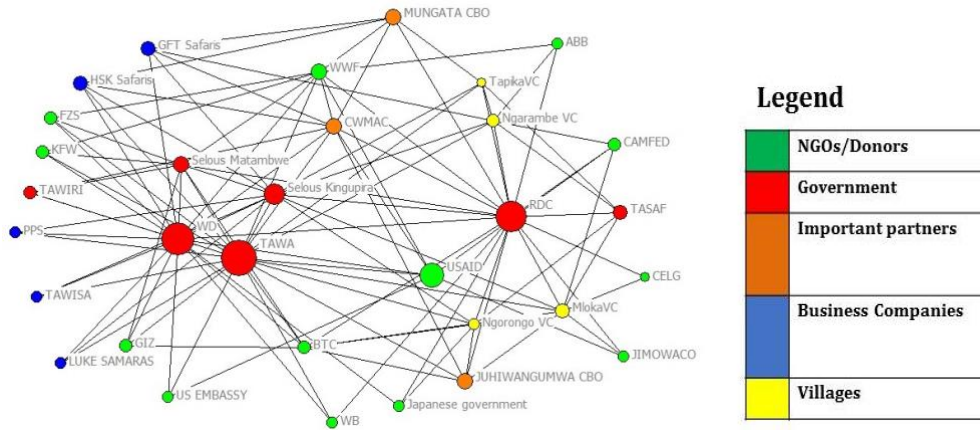 MUNGATA CBO
GFT Safaris
ABB
WWF
HSK Safaris
TapikaVC
FZS
CWMAC
Ngarambe VC
KFW
CAMFED
Selous Matambwe
TAWIRI
Selous Kingupira
RDC
TASAF
PPS
WD
TAWA
USAID
CELG
TAWISA
MlokaVC
Ngorongo VC
GIZ
BTC
JIMOWACO
LUKE SAMARAS
JUHIWANGUMWA CBO
US EMBASSY
Japanese government
WB
Legend
NGOs/Donors
Government
Important partners
Business Companies
Villages